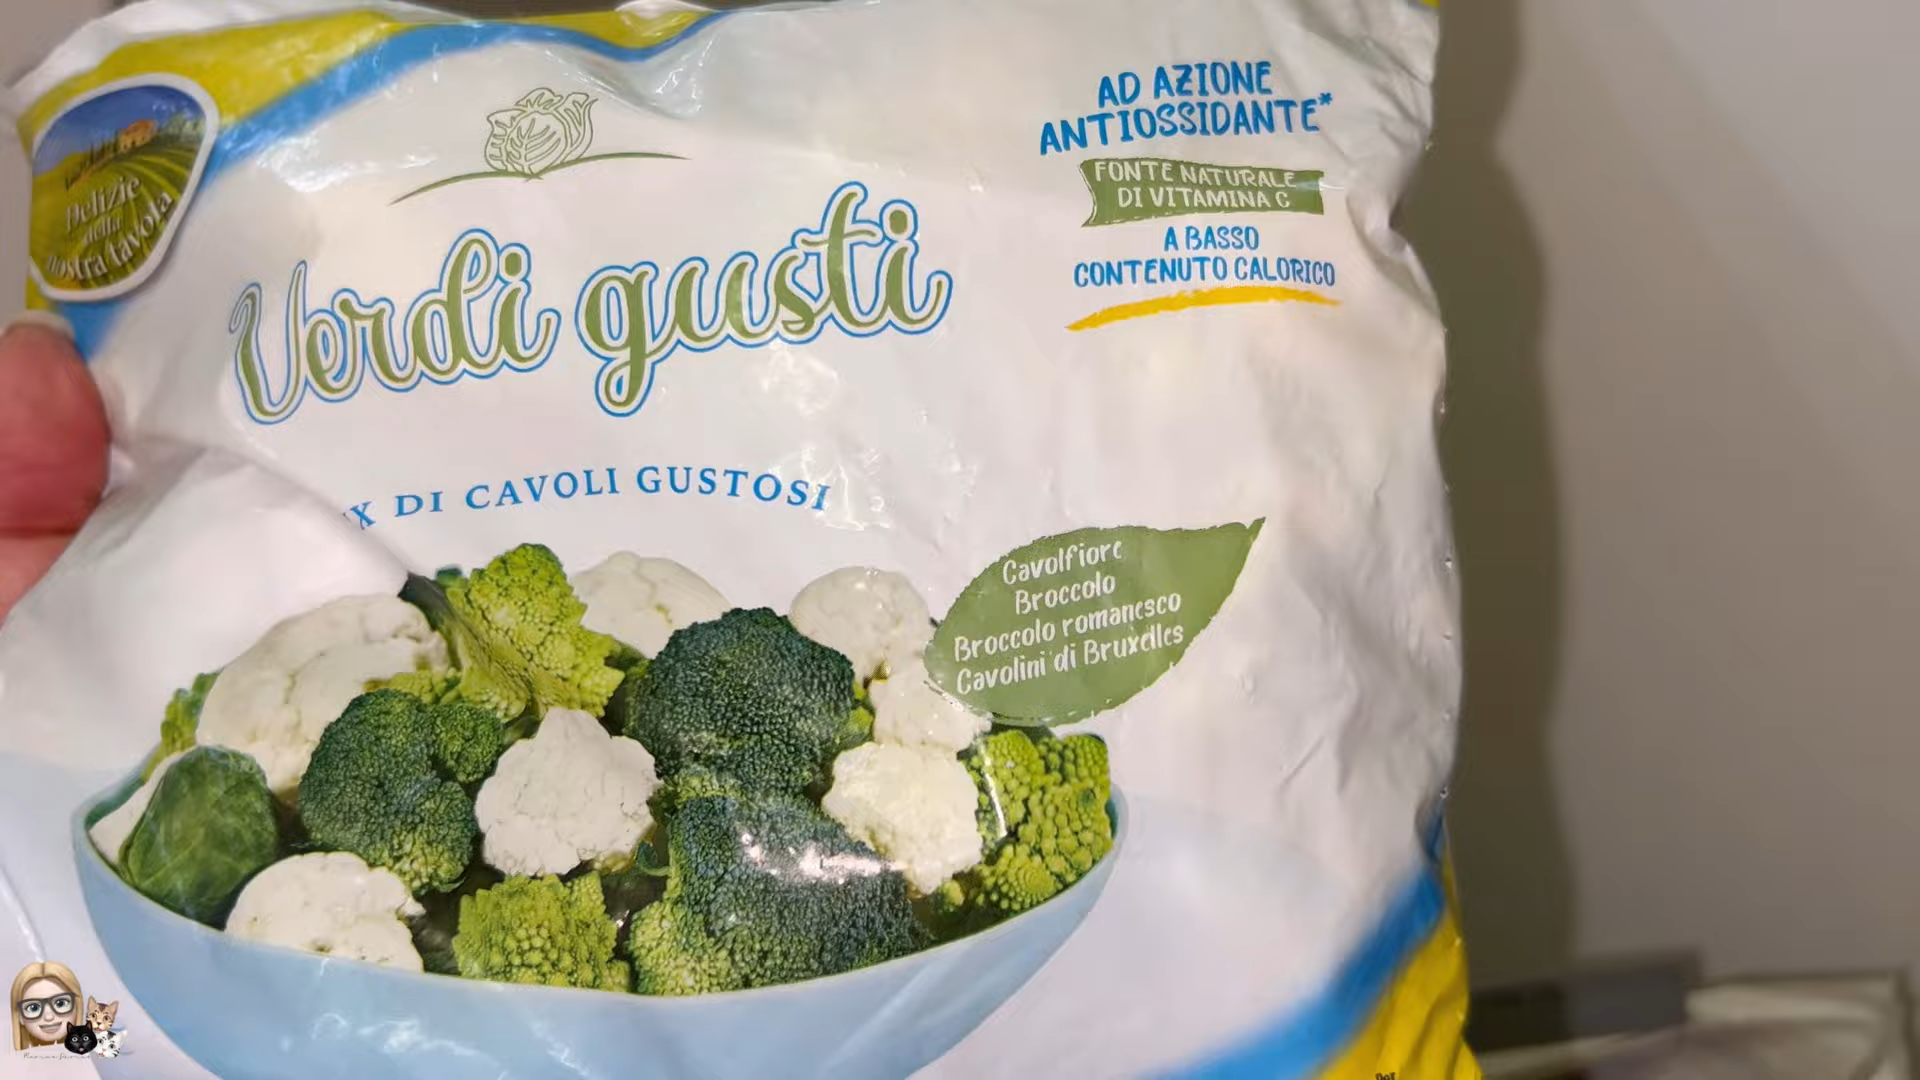 Delizie
della
nostra tavola
Verdi gusti
AD AZIONE
ANTIOSSIDANTE*
FONTE NATURALE
DI VITAMINA C
A BASSO
CONTENUTO CALORICO
X DI CAVOLI GUSTOSI
Cavolfiore
Broccolo
Broccolo romanesco
Cavolini di Bruxelles